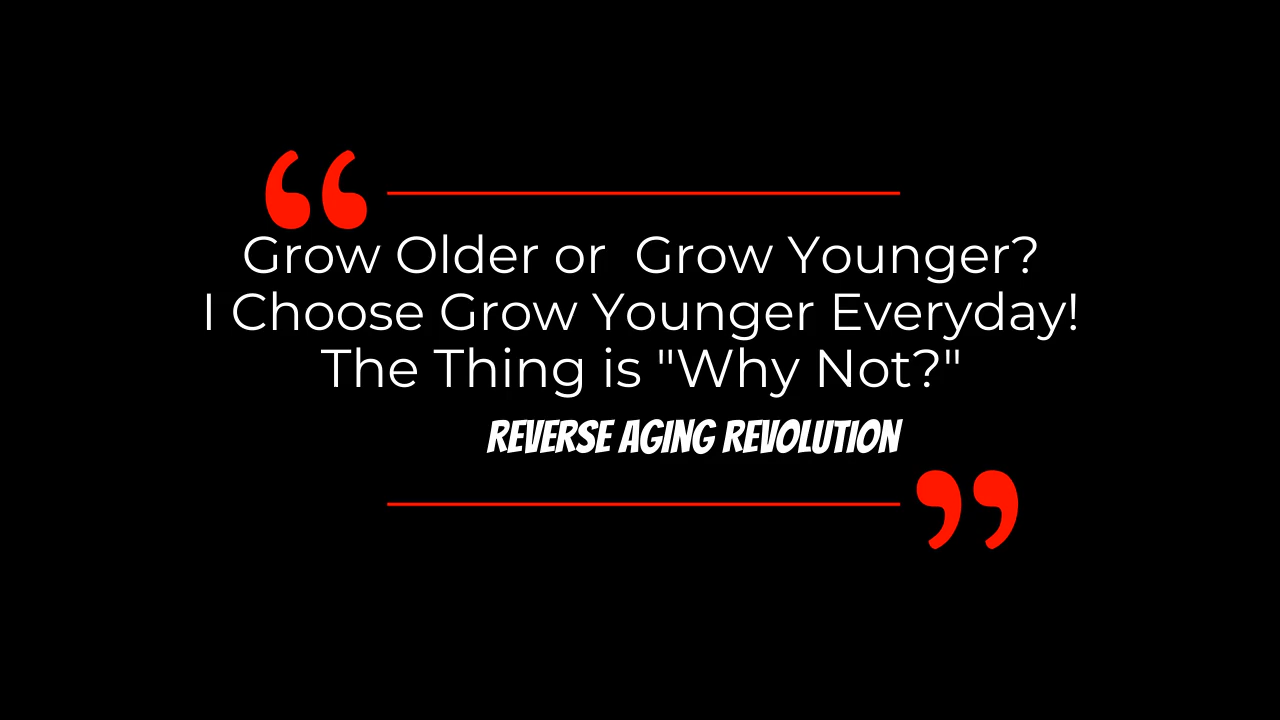 Grow Older or  Grow Younger?
I Choose Grow Younger Everyday!
The Thing is "Why Not?"
REVERSE AGING REVOLUTION